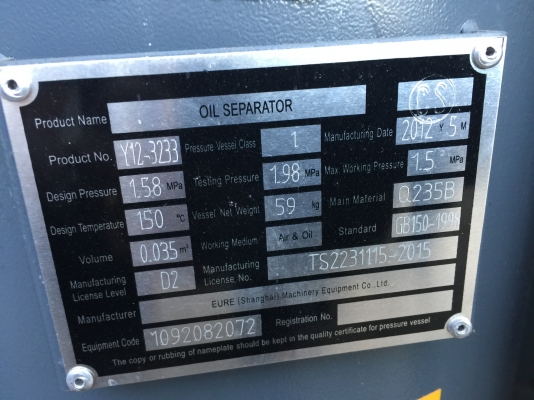 CS
Product Name OIL SEPARATOR
Product No. Y12-3233 Pressure Vessel Class 1 Manufacturing Date 2012 Y 5 M
Design Pressure 1.58 MPa Testing Pressure 1.98 MPa Max. Working Pressure 1.5 MPa
Design Temperature 150 °C Vessel Net Weight 59 kg Main Material Q235B
Volume 0.035 m³ Working Medium Air & Oil Standard GB150-1998
Manufacturing License Level D2 Manufacturing License. No. TS2231115-2015
Manufacturer EURE (Shanghai) Machinery Equipment Co., Ltd.
Equipment Code 1092082072 Registration No.
The copy or rubbing of nameplate should be kept in the quality certificate for pressure vessel